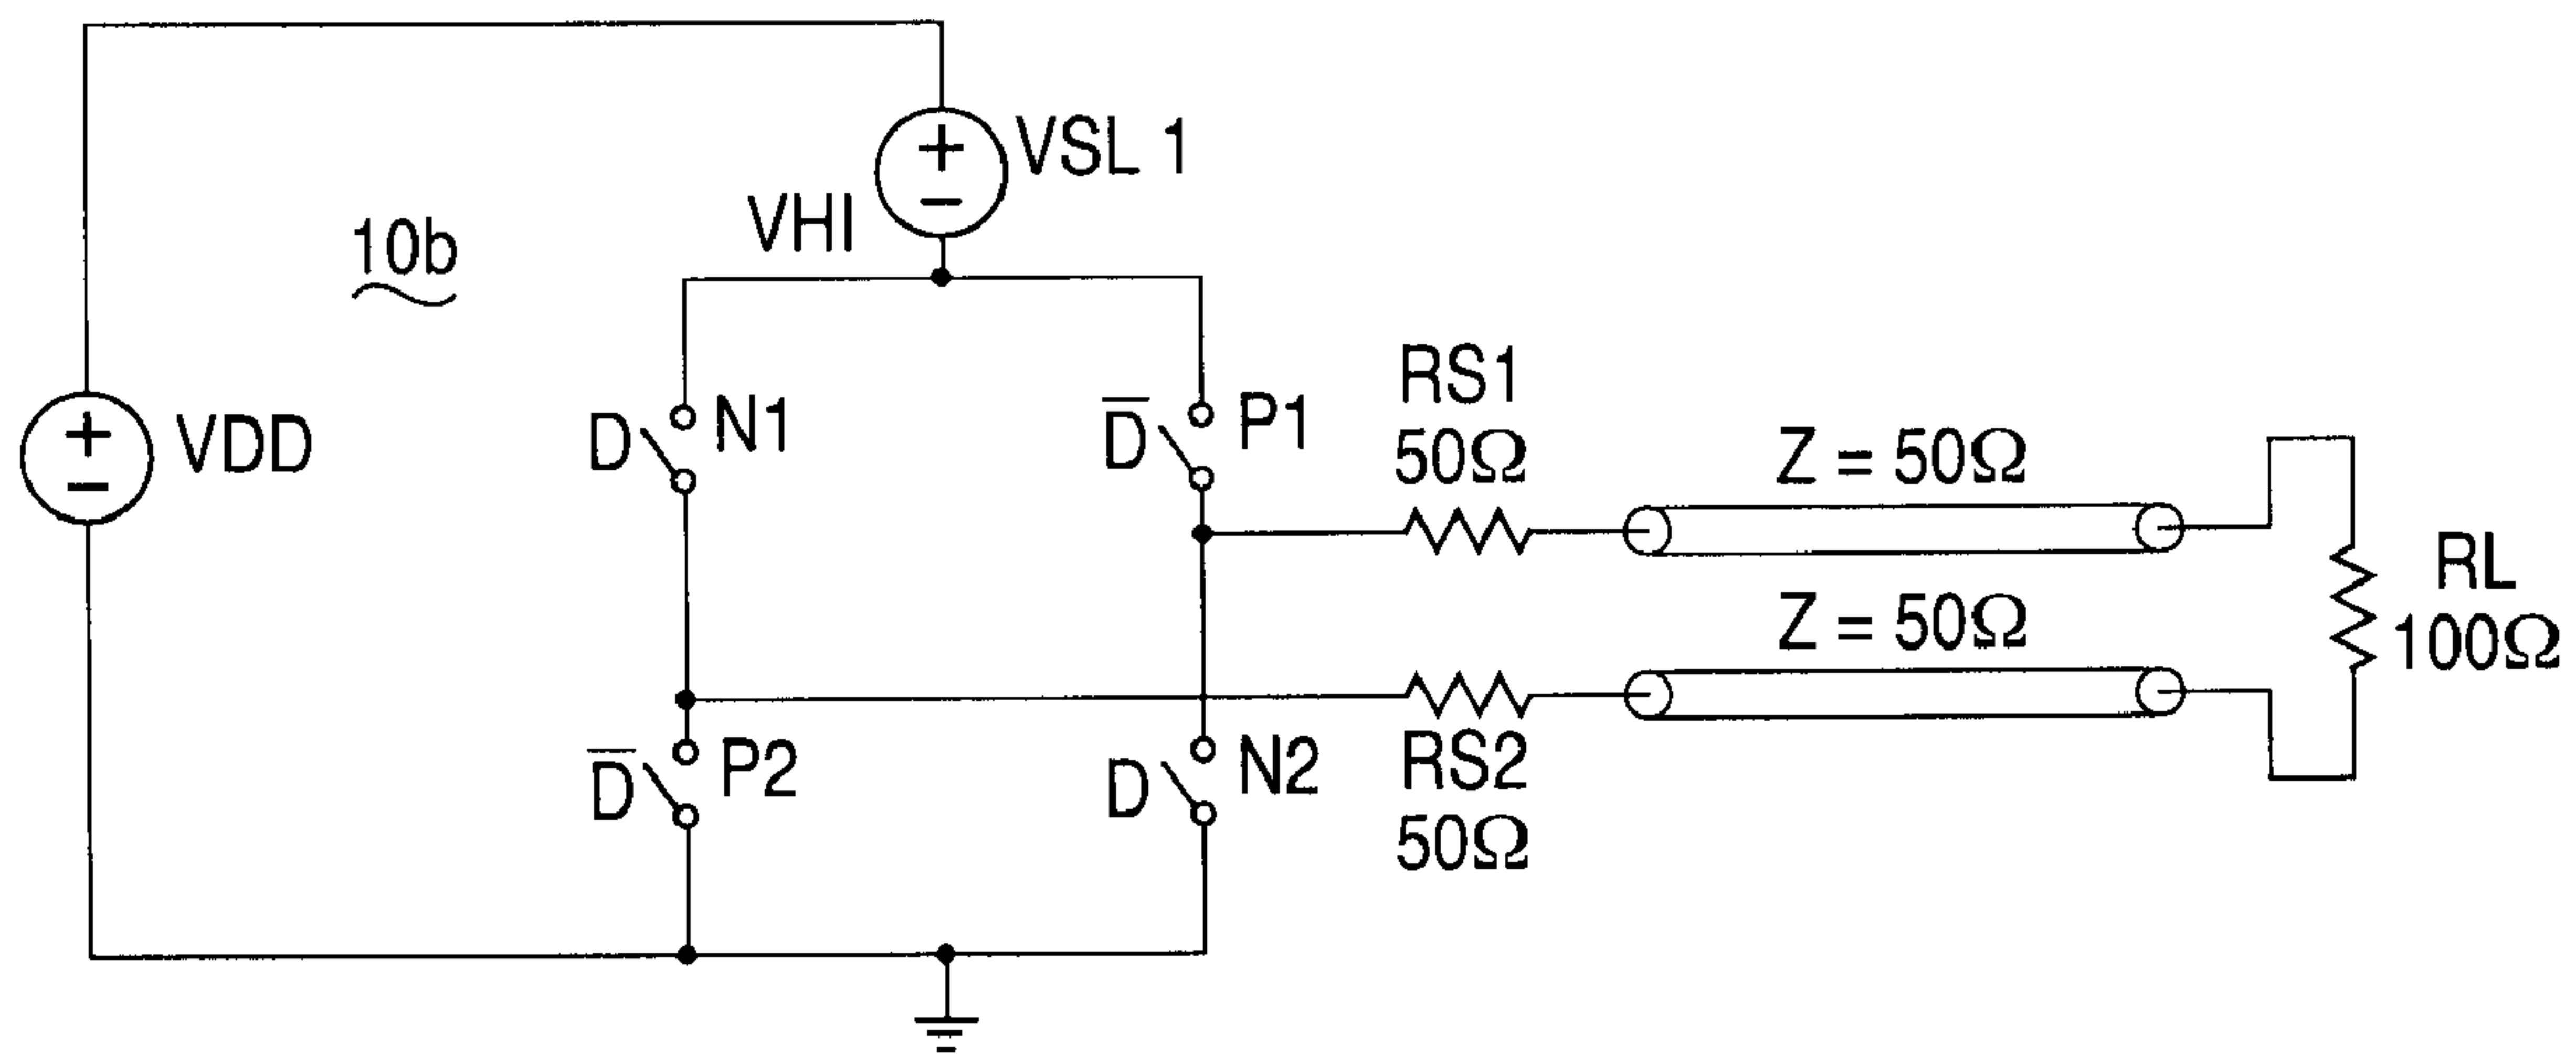 VSL 1
VHI
10b
VDD
D N1
D̅ P1
RS1
50Ω
Z = 50Ω
RL
100Ω
Z = 50Ω
D̅ P2
D N2
RS2
50Ω